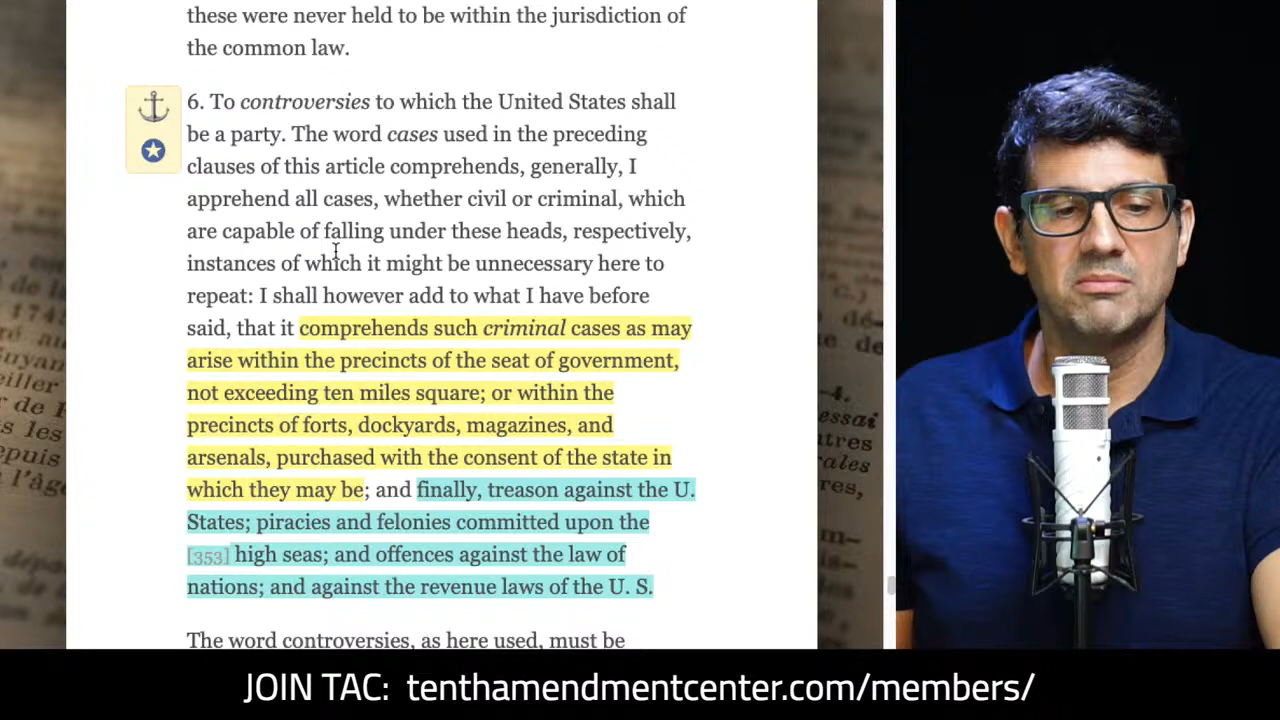 these were never held to be within the jurisdiction of
the common law.
6. To controversies to which the United States shall
be a party. The word cases used in the preceding
clauses of this article comprehends, generally, I
apprehend all cases, whether civil or criminal, which
are capable of falling under these heads, respectively,
instances of which it might be unnecessary here to
repeat: I shall however add to what I have before
said, that it comprehends such criminal cases as may
arise within the precincts of the seat of government,
not exceeding ten miles square; or within the
precincts of forts, dockyards, magazines, and
arsenals, purchased with the consent of the state in
which they may be; and finally, treason against the U.
States; piracies and felonies committed upon the
[353] high seas; and offences against the law of
nations; and against the revenue laws of the U. S.
The word controversies, as here used, must be
JOIN TAC: tenthamendmentcenter.com/members/